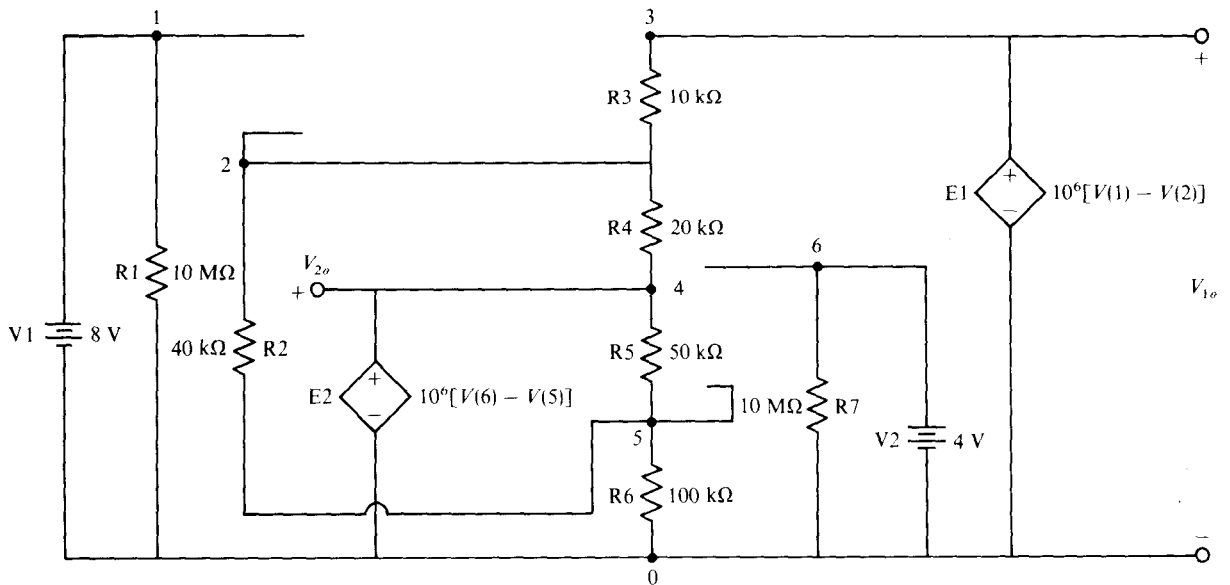 1
3
+
R3 10 kΩ
2
E1
+
−
10⁶[V(1) − V(2)]
R4 20 kΩ
6
R1 10 MΩ
V₂ₒ
+
4
V₁ₒ
V1 8 V
40 kΩ R2
R5 50 kΩ
E2
+
−
10⁶[V(6) − V(5)]
10 MΩ R7
5
V2 4 V
R6 100 kΩ
−
0